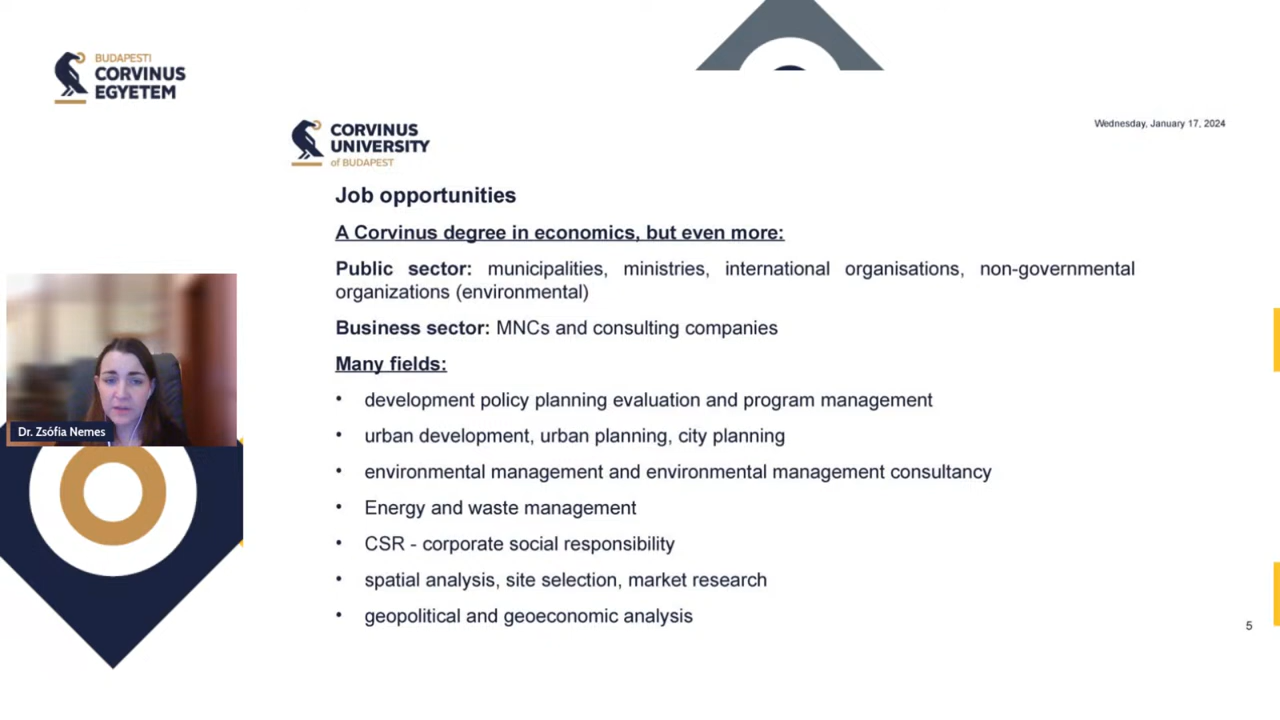 BUDAPESTI
CORVINUS
EGYETEM
CORVINUS
UNIVERSITY
of BUDAPEST
Wednesday, January 17, 2024
Job opportunities
A Corvinus degree in economics, but even more:
Public sector: municipalities, ministries, international organisations, non-governmental
organizations (environmental)
Business sector: MNCs and consulting companies
Many fields:
• development policy planning evaluation and program management
• urban development, urban planning, city planning
• environmental management and environmental management consultancy
• Energy and waste management
• CSR - corporate social responsibility
• spatial analysis, site selection, market research
• geopolitical and geoeconomic analysis
Dr. Zsófia Nemes
5